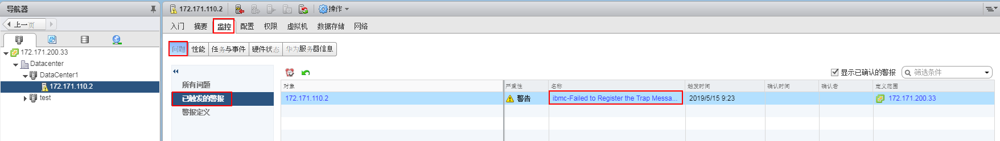 导航器
上一页
172.171.200.33
Datacenter
DataCenter1
172.171.110.2
test
172.171.110.2 操作
入门 摘要 监控 配置 权限 虚拟机 数据存储 网络
问题 性能 任务与事件 硬件状态 华为服务器信息
所有问题
已触发的警报
警报定义
显示已确认的警报 筛选条件
对象 严重性 名称 触发时间 确认时间 确认者 定义范围
172.171.110.2 警告 ibmc-Failed to Register the Trap Messa... 2019/5/15 9:23 172.171.200.33